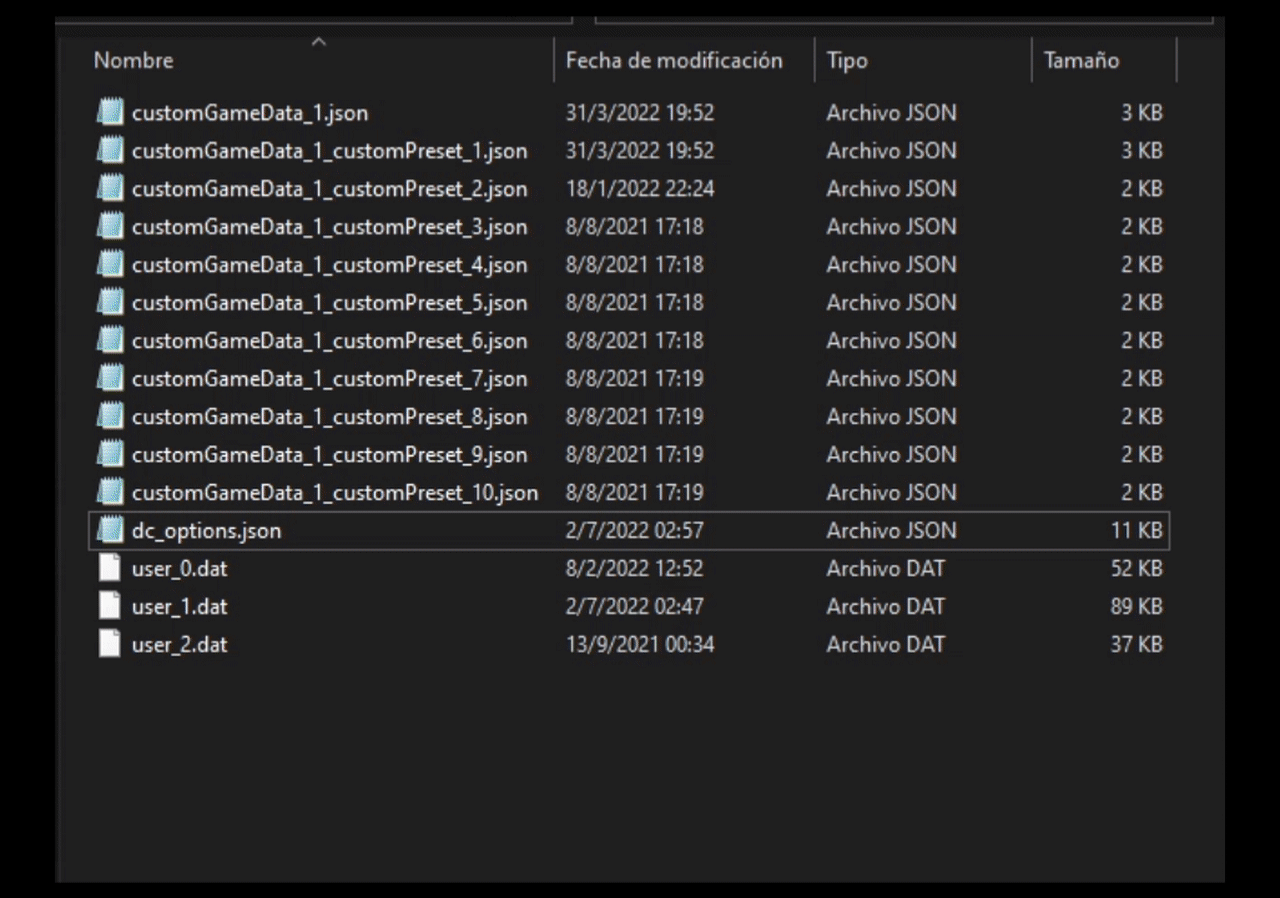 Nombre Fecha de modificación Tipo Tamaño
customGameData_1.json 31/3/2022 19:52 Archivo JSON 3 KB
customGameData_1_customPreset_1.json 31/3/2022 19:52 Archivo JSON 3 KB
customGameData_1_customPreset_2.json 18/1/2022 22:24 Archivo JSON 2 KB
customGameData_1_customPreset_3.json 8/8/2021 17:18 Archivo JSON 2 KB
customGameData_1_customPreset_4.json 8/8/2021 17:18 Archivo JSON 2 KB
customGameData_1_customPreset_5.json 8/8/2021 17:18 Archivo JSON 2 KB
customGameData_1_customPreset_6.json 8/8/2021 17:18 Archivo JSON 2 KB
customGameData_1_customPreset_7.json 8/8/2021 17:19 Archivo JSON 2 KB
customGameData_1_customPreset_8.json 8/8/2021 17:19 Archivo JSON 2 KB
customGameData_1_customPreset_9.json 8/8/2021 17:19 Archivo JSON 2 KB
customGameData_1_customPreset_10.json 8/8/2021 17:19 Archivo JSON 2 KB
dc_options.json 2/7/2022 02:57 Archivo JSON 11 KB
user_0.dat 8/2/2022 12:52 Archivo DAT 52 KB
user_1.dat 2/7/2022 02:47 Archivo DAT 89 KB
user_2.dat 13/9/2021 00:34 Archivo DAT 37 KB